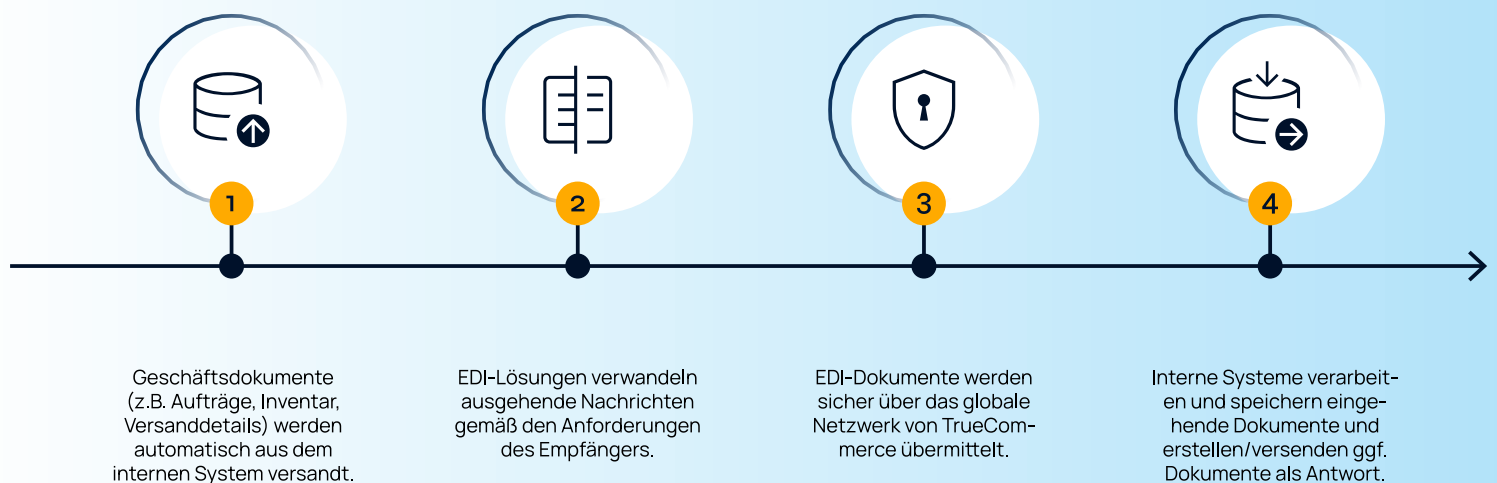 1
2
3
4
Geschäftsdokumente
(z.B. Aufträge, Inventar,
Versanddetails) werden
automatisch aus dem
internen System versandt.
EDI-Lösungen verwandeln
ausgehende Nachrichten
gemäß den Anforderungen
des Empfängers.
EDI-Dokumente werden
sicher über das globale
Netzwerk von TrueCom-
merce übermittelt.
Interne Systeme verarbeit-
en und speichern einge-
hende Dokumente und
erstellen/versenden ggf.
Dokumente als Antwort.